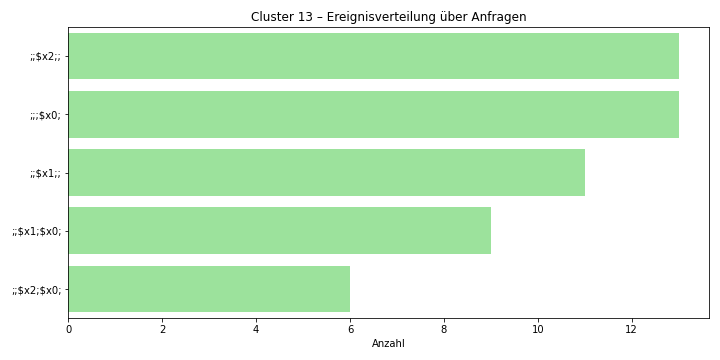 Cluster 13 – Ereignisverteilung über Anfragen
;;$x2;;
;;;$x0;
;;$x1;;
;;$x1;$x0;
;;$x2;$x0;
0 2 4 6 8 10 12
Anzahl